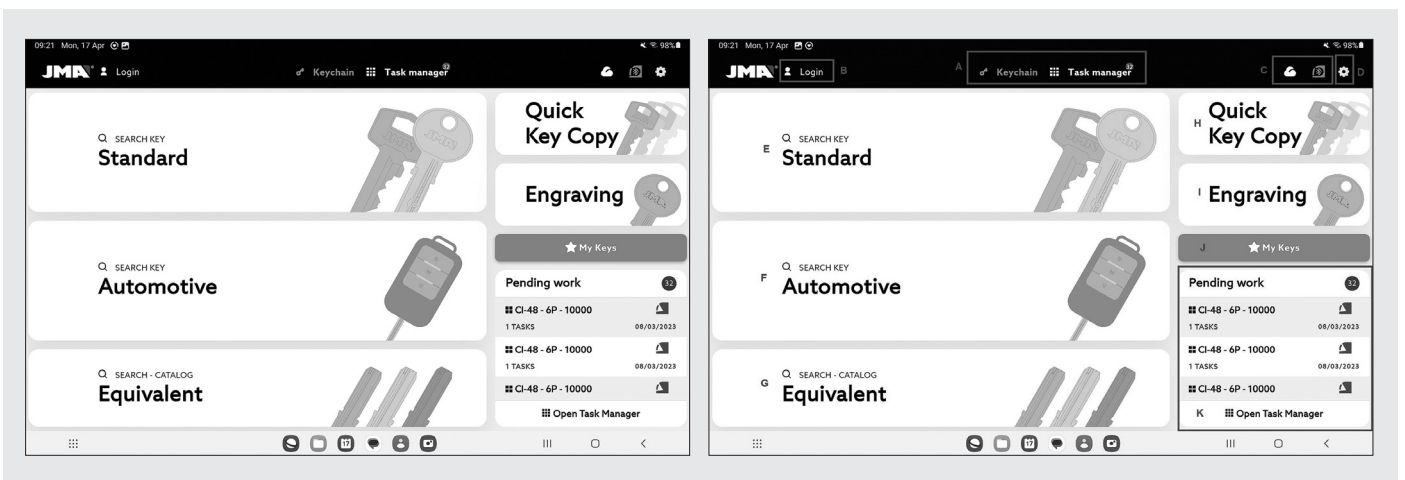 09:21 Mon, 17 Apr
98%
JMA
Login
Keychain
Task manager
32
SEARCH KEY
Standard
SEARCH KEY
Automotive
SEARCH - CATALOG
Equivalent
Quick
Key Copy
Engraving
My Keys
Pending work
32
CI-48 - 6P - 10000
1 TASKS
08/03/2023
CI-48 - 6P - 10000
1 TASKS
08/03/2023
CI-48 - 6P - 10000
Open Task Manager
17
09:21 Mon, 17 Apr
98%
JMA
Login
B
A
Keychain
Task manager
32
C
D
E
SEARCH KEY
Standard
F
SEARCH KEY
Automotive
G
SEARCH - CATALOG
Equivalent
H
Quick
Key Copy
I
Engraving
J
My Keys
Pending work
32
CI-48 - 6P - 10000
1 TASKS
08/03/2023
CI-48 - 6P - 10000
1 TASKS
08/03/2023
CI-48 - 6P - 10000
K
Open Task Manager
17